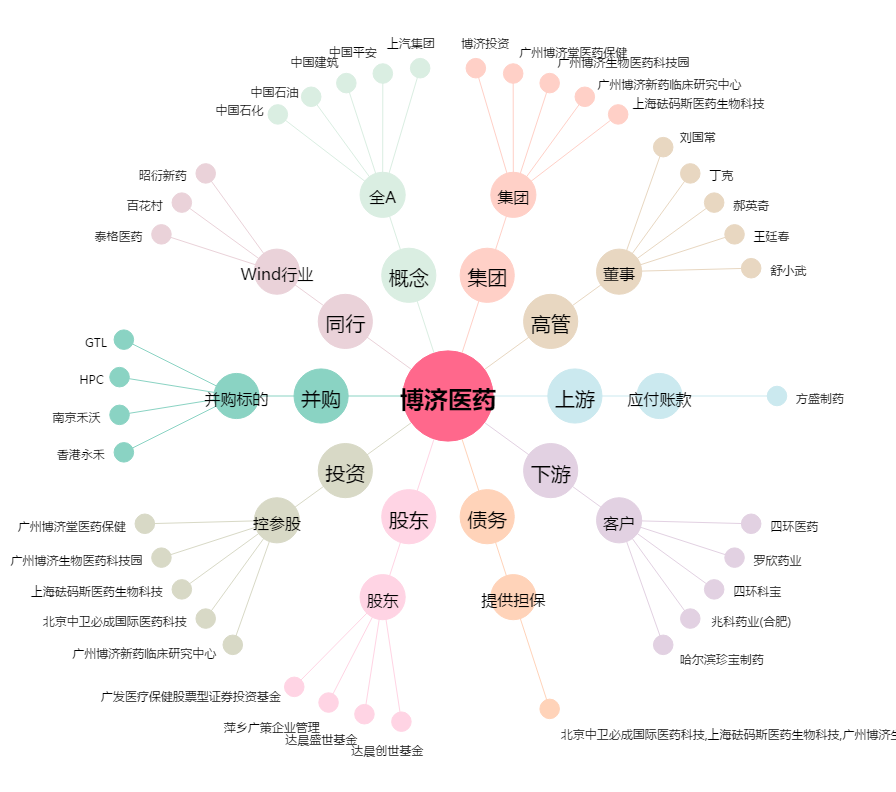 上汽集团
博济投资
中国平安
广州博济堂医药保健
中国建筑
广州博济生物医药科技园
中国石油
广州博济新药临床研究中心
中国石化
上海砝码斯医药生物科技
刘国常
昭衍新药
丁克
全A
集团
百花村
郝英奇
泰格医药
王廷春
Wind行业
董事
舒小武
概念
集团
同行
高管
GTL
HPC
并购标的
并购
博济医药
上游
应付账款
方盛制药
南京禾沃
香港永禾
投资
下游
控参股
股东
债务
客户
广州博济堂医药保健
四环医药
广州博济生物医药科技园
罗欣药业
上海砝码斯医药生物科技
四环科宝
股东
提供担保
北京中卫必成国际医药科技
兆科药业(合肥)
广州博济新药临床研究中心
哈尔滨珍宝制药
广发医疗保健股票型证券投资基金
萍乡广策企业管理
达晨盛世基金
达晨创世基金
北京中卫必成国际医药科技,上海砝码斯医药生物科技,广州博济生